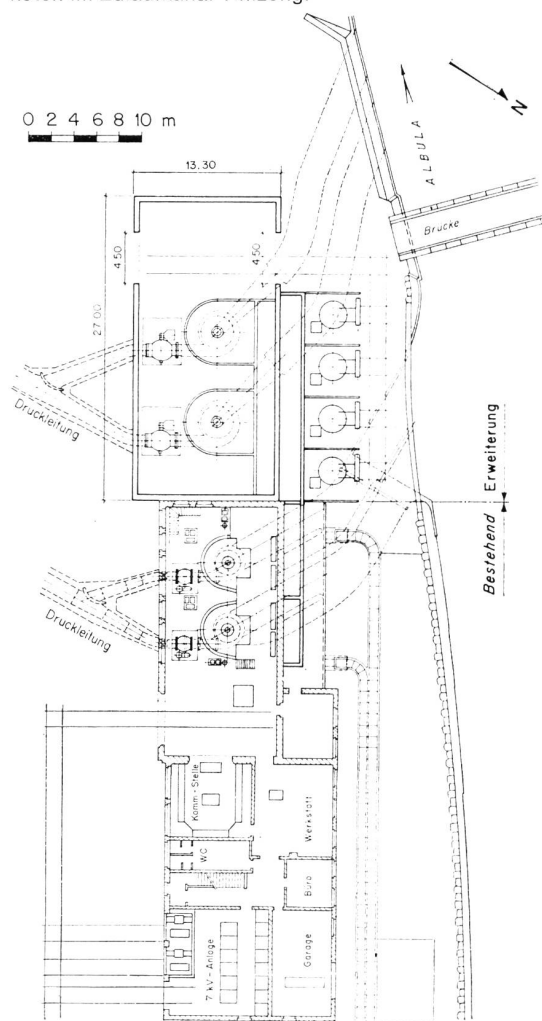 0 2 4 6 8 10 m
N
ALBULA
Brücke
13.30
4.50
4.50
27.00
Druckleitung
Erweiterung
Bestehend
Druckleitung
Komm.-Stelle
Werkstatt
WC
Büro
7 kV-Anlage
Garage